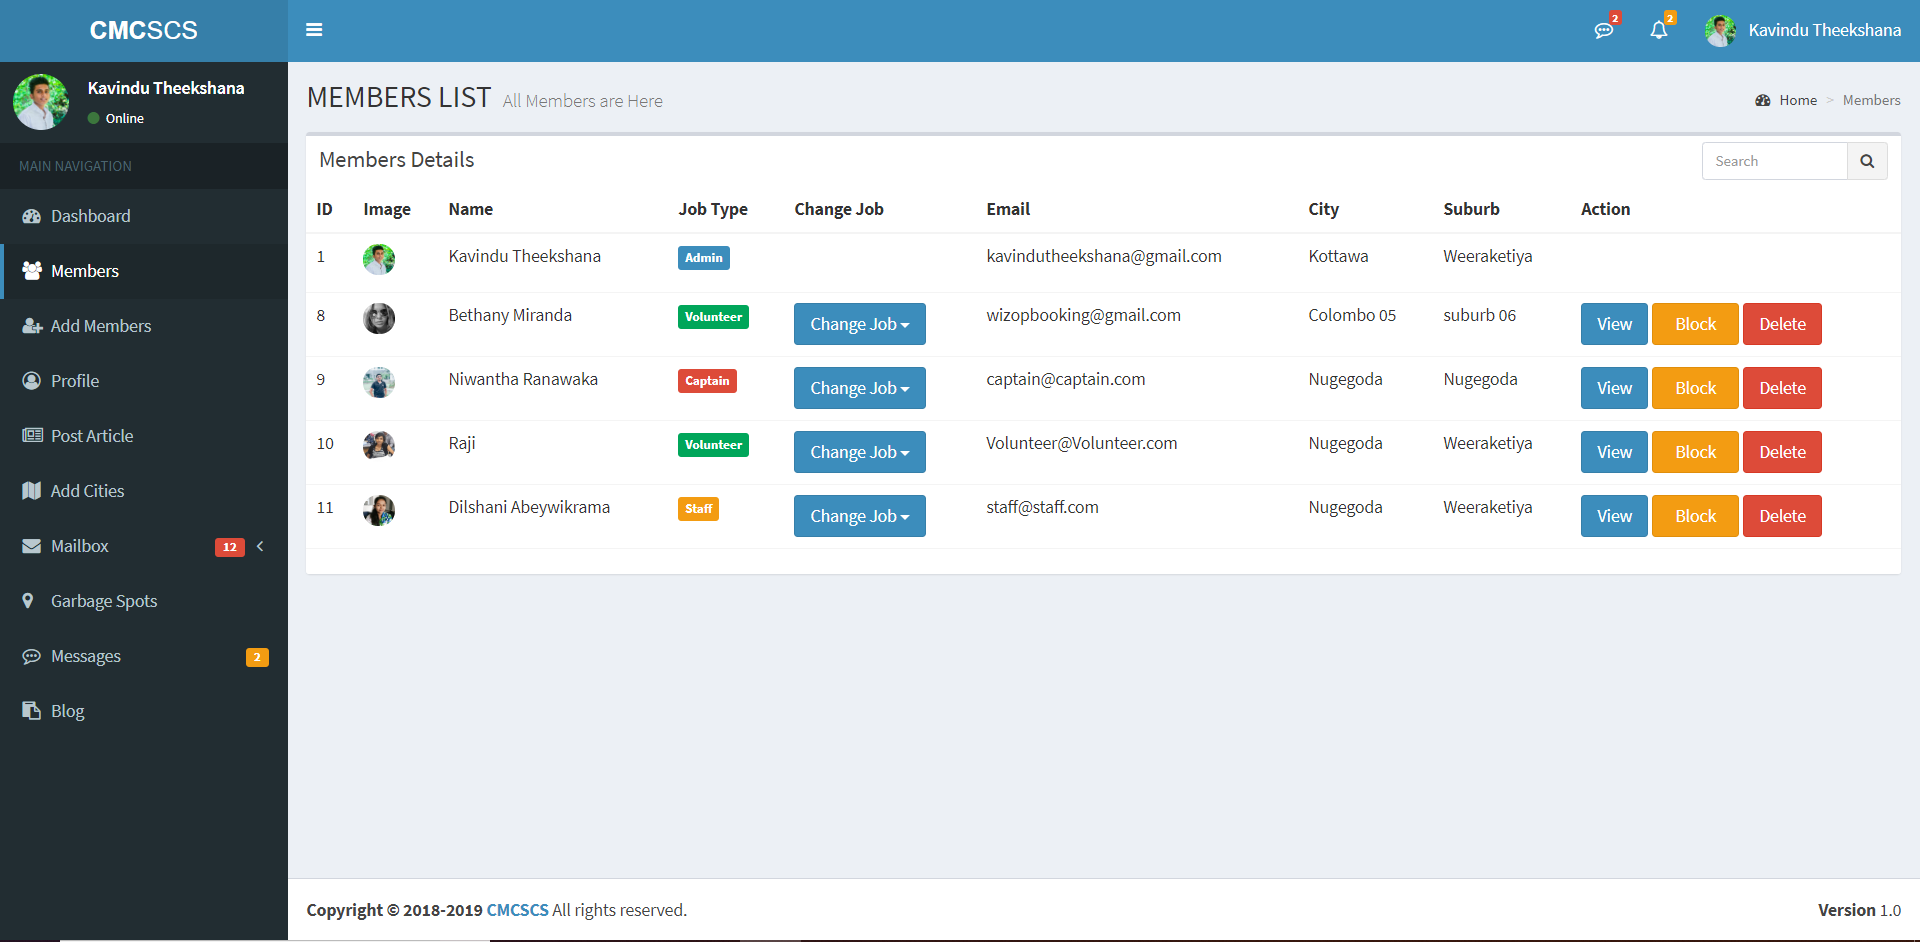 CMCSCS
2
2
Kavindu Theekshana
Kavindu Theekshana
Online
MAIN NAVIGATION
Dashboard
Members
Add Members
Profile
Post Article
Add Cities
Mailbox 12
Garbage Spots
Messages 2
Blog
MEMBERS LIST All Members are Here
Home > Members
Members Details
Search
ID Image Name Job Type Change Job Email City Suburb Action
1 Kavindu Theekshana Admin kavindutheekshana@gmail.com Kottawa Weeraketiya
8 Bethany Miranda Volunteer Change Job wizopbooking@gmail.com Colombo 05 suburb 06 View Block Delete
9 Niwantha Ranawaka Captain Change Job captain@captain.com Nugegoda Nugegoda View Block Delete
10 Raji Volunteer Change Job Volunteer@Volunteer.com Nugegoda Weeraketiya View Block Delete
11 Dilshani Abeywikrama Staff Change Job staff@staff.com Nugegoda Weeraketiya View Block Delete
Copyright © 2018-2019 CMCSCS All rights reserved.
Version 1.0